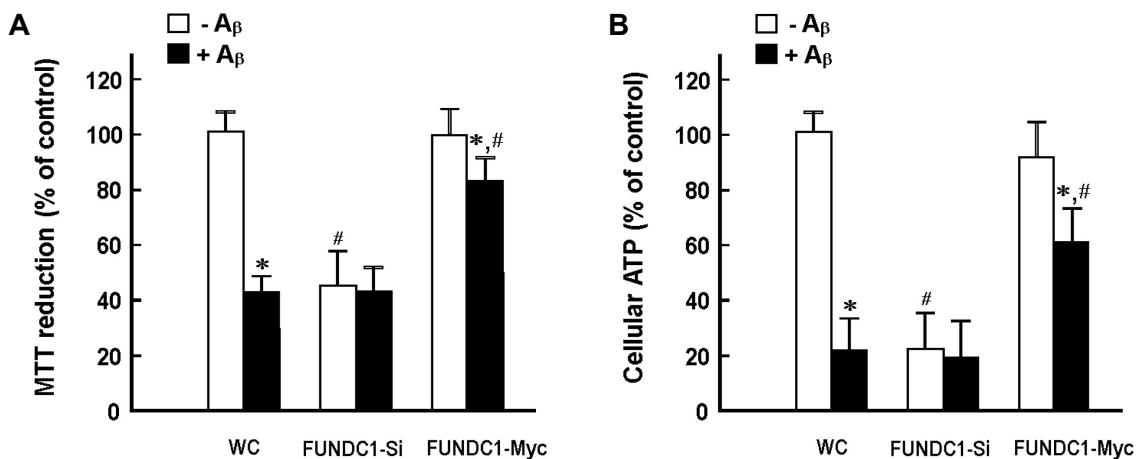 A
- Aβ
+ Aβ
MTT reduction (% of control)
120
100
80
60
40
20
0
*
#
*,#
WC
FUNDC1-Si
FUNDC1-Myc
B
- Aβ
+ Aβ
Cellular ATP (% of control)
120
100
80
60
40
20
0
*
#
*,#
WC
FUNDC1-Si
FUNDC1-Myc